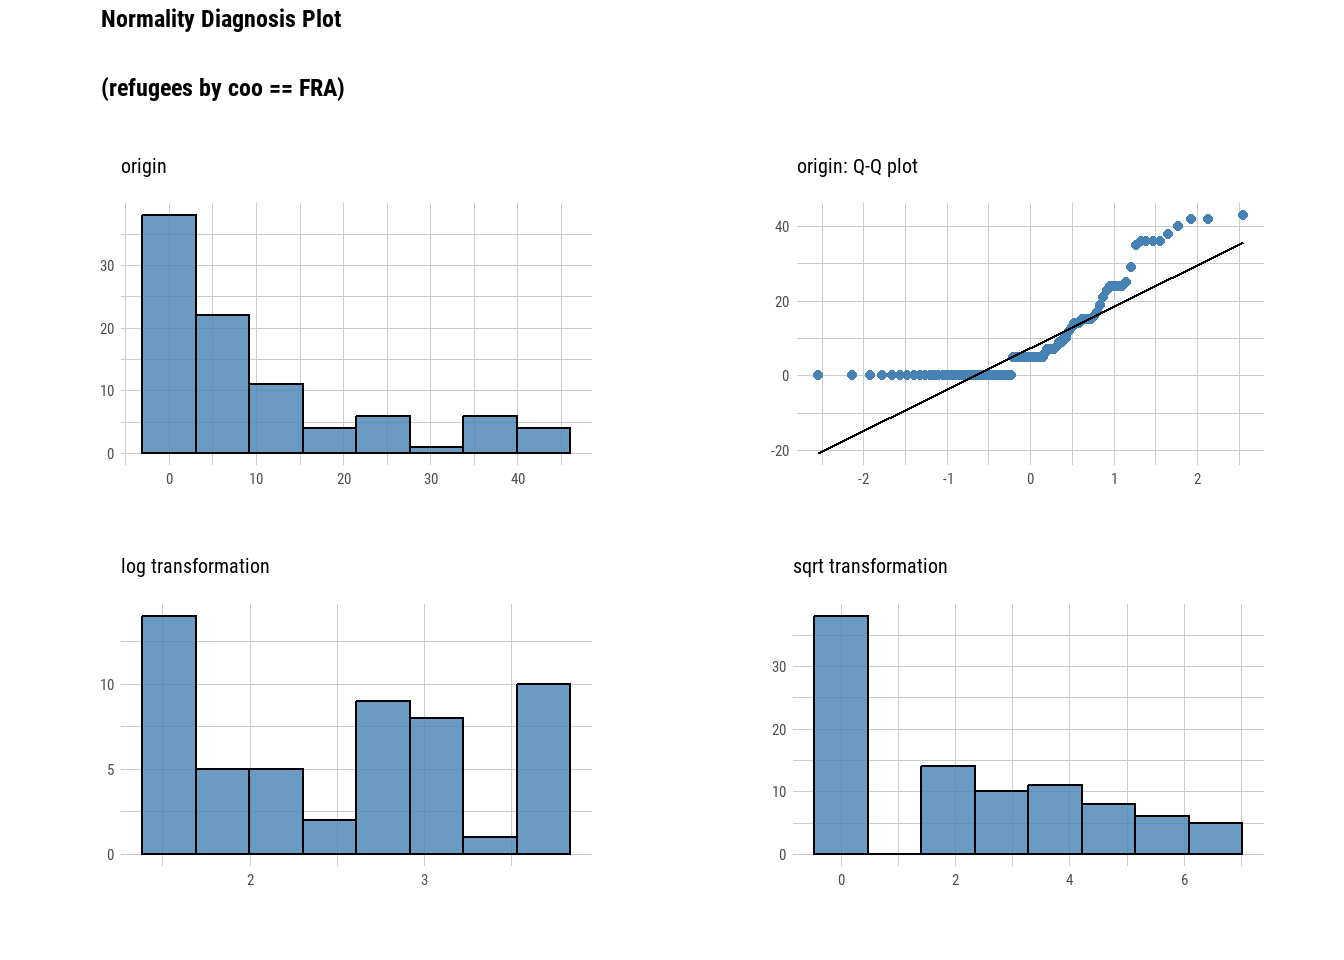 Normality Diagnosis Plot
(refugees by coo == FRA)
origin
30
20
10
0
0 10 20 30 40
origin: Q-Q plot
40
20
0
-20
-2 -1 0 1 2
log transformation
10
5
0
2 3
sqrt transformation
30
20
10
0
0 2 4 6